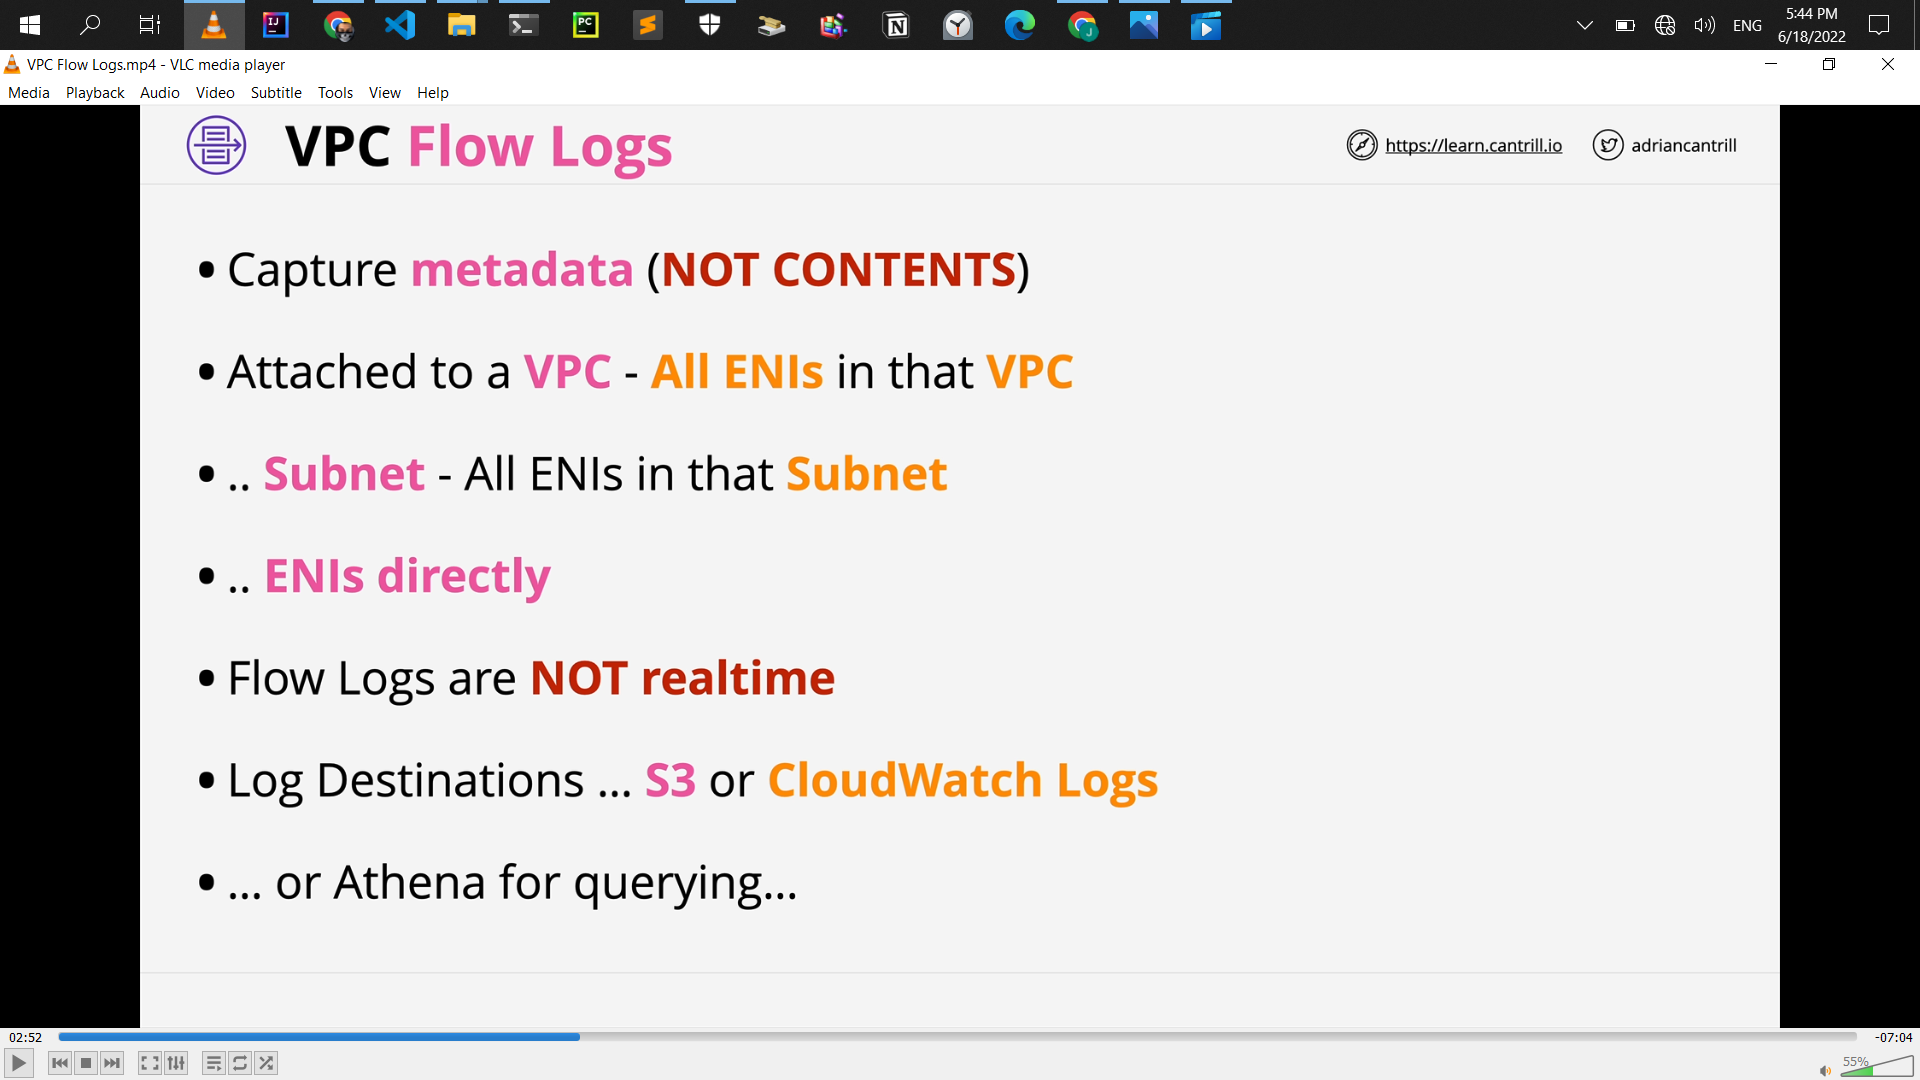 ENG
5:44 PM
6/18/2022
VPC Flow Logs.mp4 - VLC media player
Media Playback Audio Video Subtitle Tools View Help
VPC Flow Logs
https://learn.cantrill.io
adriancantrill
• Capture metadata (NOT CONTENTS)
• Attached to a VPC - All ENIs in that VPC
• .. Subnet - All ENIs in that Subnet
• .. ENIs directly
• Flow Logs are NOT realtime
• Log Destinations ... S3 or CloudWatch Logs
• ... or Athena for querying...
02:52
-07:04
55%